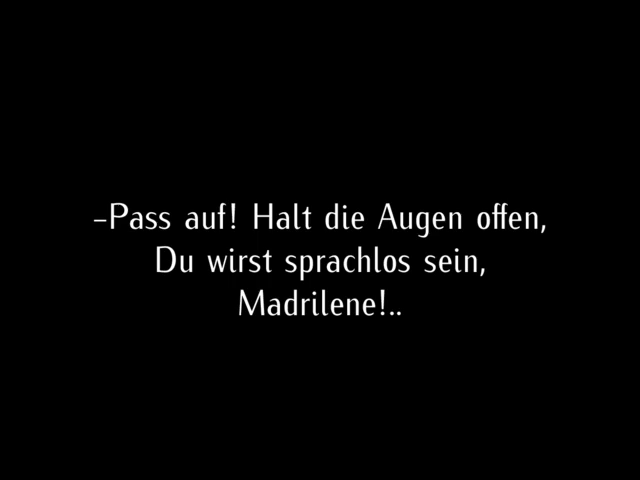 –Pass auf! Halt die Augen offen,
Du wirst sprachlos sein,
Madrilene!..